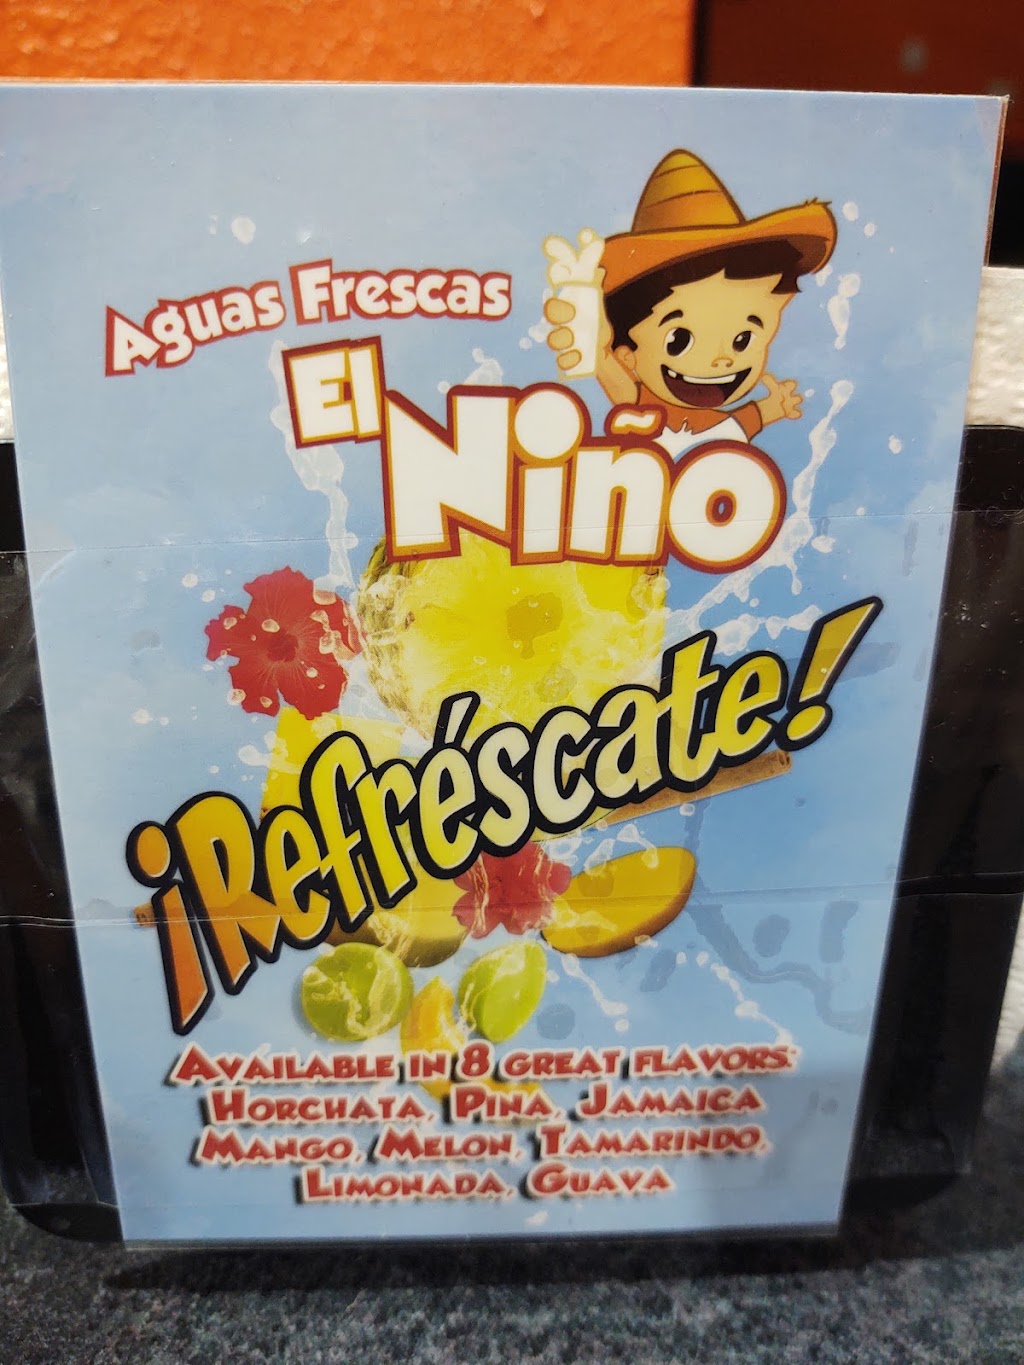 Aguas Frescas
El Niño
¡Refréscate!
AVAILABLE IN 8 GREAT FLAVORS:
HORCHATA, PINA, JAMAICA
MANGO, MELON, TAMARINDO,
LIMONADA, GUAVA